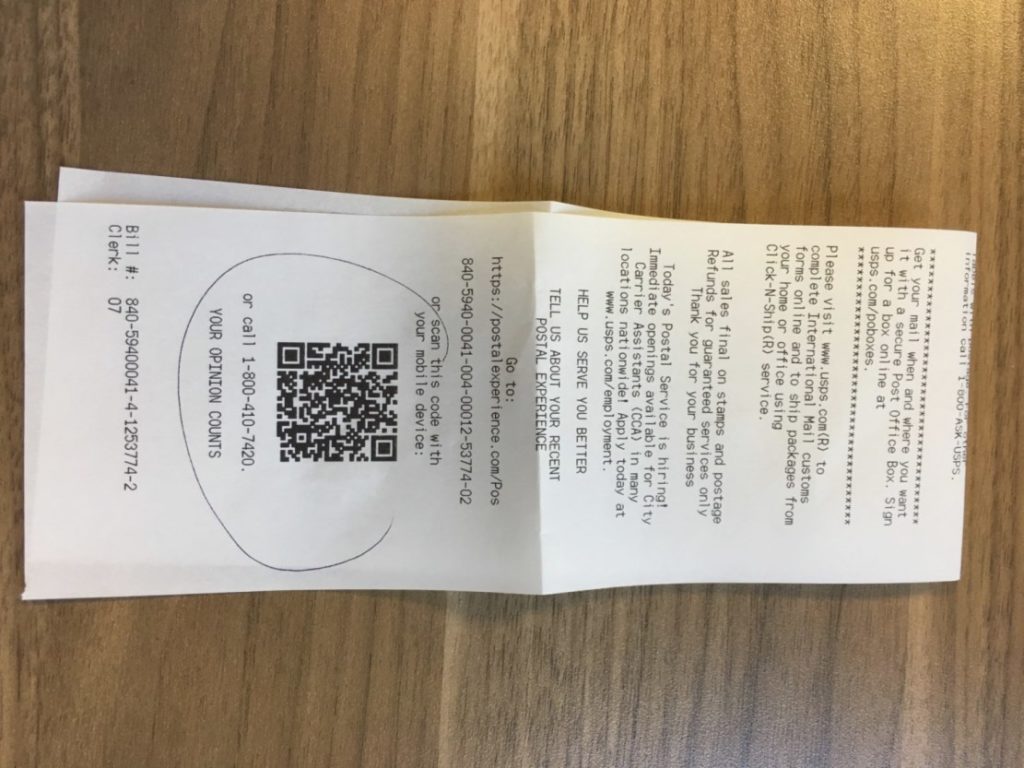 information call 1-800-ASK-USPS.
************************************
Get your mail when and where you want
it with a secure Post Office Box. Sign
up for a box online at
usps.com/poboxes.
************************************
Please visit www.usps.com(R) to
complete International Mail customs
forms online and to ship packages from
your home or office using
Click-N-Ship(R) service.
All sales final on stamps and postage
Refunds for guaranteed services only
Thank you for your business
Today's Postal Service is hiring!
Immediate openings available for City
Carrier Assistants (CCA) in many
locations nationwide! Apply today at
www.usps.com/employment.
HELP US SERVE YOU BETTER
TELL US ABOUT YOUR RECENT
POSTAL EXPERIENCE
Go to:
https://postalexperience.com/Pos
840-5940-0041-004-00012-53774-02
or scan this code with
your mobile device:
or call 1-800-410-7420.
YOUR OPINION COUNTS
Bill #: 840-59400041-4-1253774-2
Clerk: 07